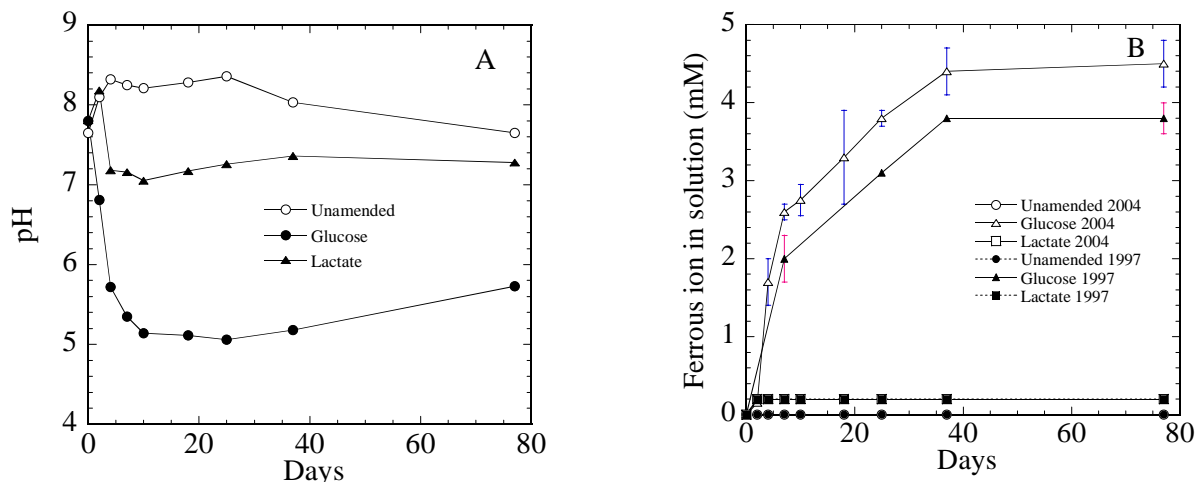 9
8
7
6
5
4
pH
0
20
40
60
80
Days
A
Unamended
Glucose
Lactate
5
4
3
2
1
0
Ferrous ion in solution (mM)
0
20
40
60
80
Days
B
Unamended 2004
Glucose 2004
Lactate 2004
Unamended 1997
Glucose 1997
Lactate 1997